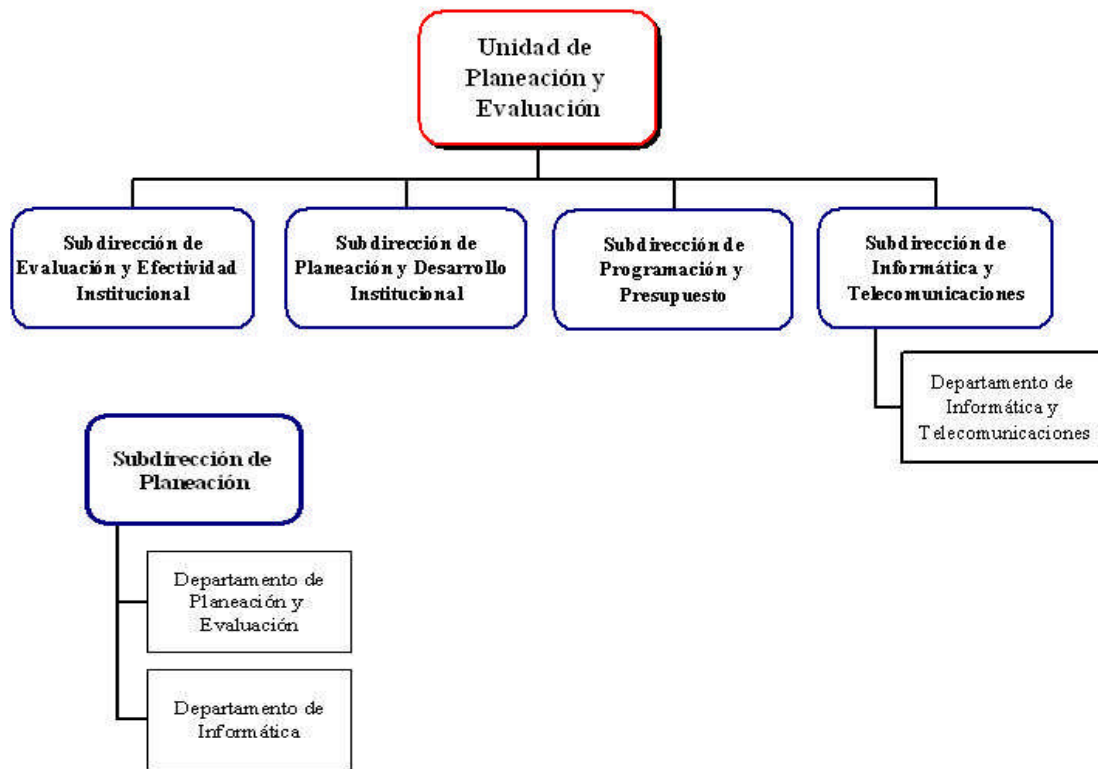 Unidad de
Planeación y
Evaluación
Subdirección de
Evaluación y Efectividad
Institucional
Subdirección de
Planeación y Desarrollo
Institucional
Subdirección de
Programación y
Presupuesto
Subdirección de
Informática y
Telecomunicaciones
Departamento de
Informática y
Telecomunicaciones
Subdirección de
Planeación
Departamento de
Planeación y
Evaluación
Departamento de
Informática